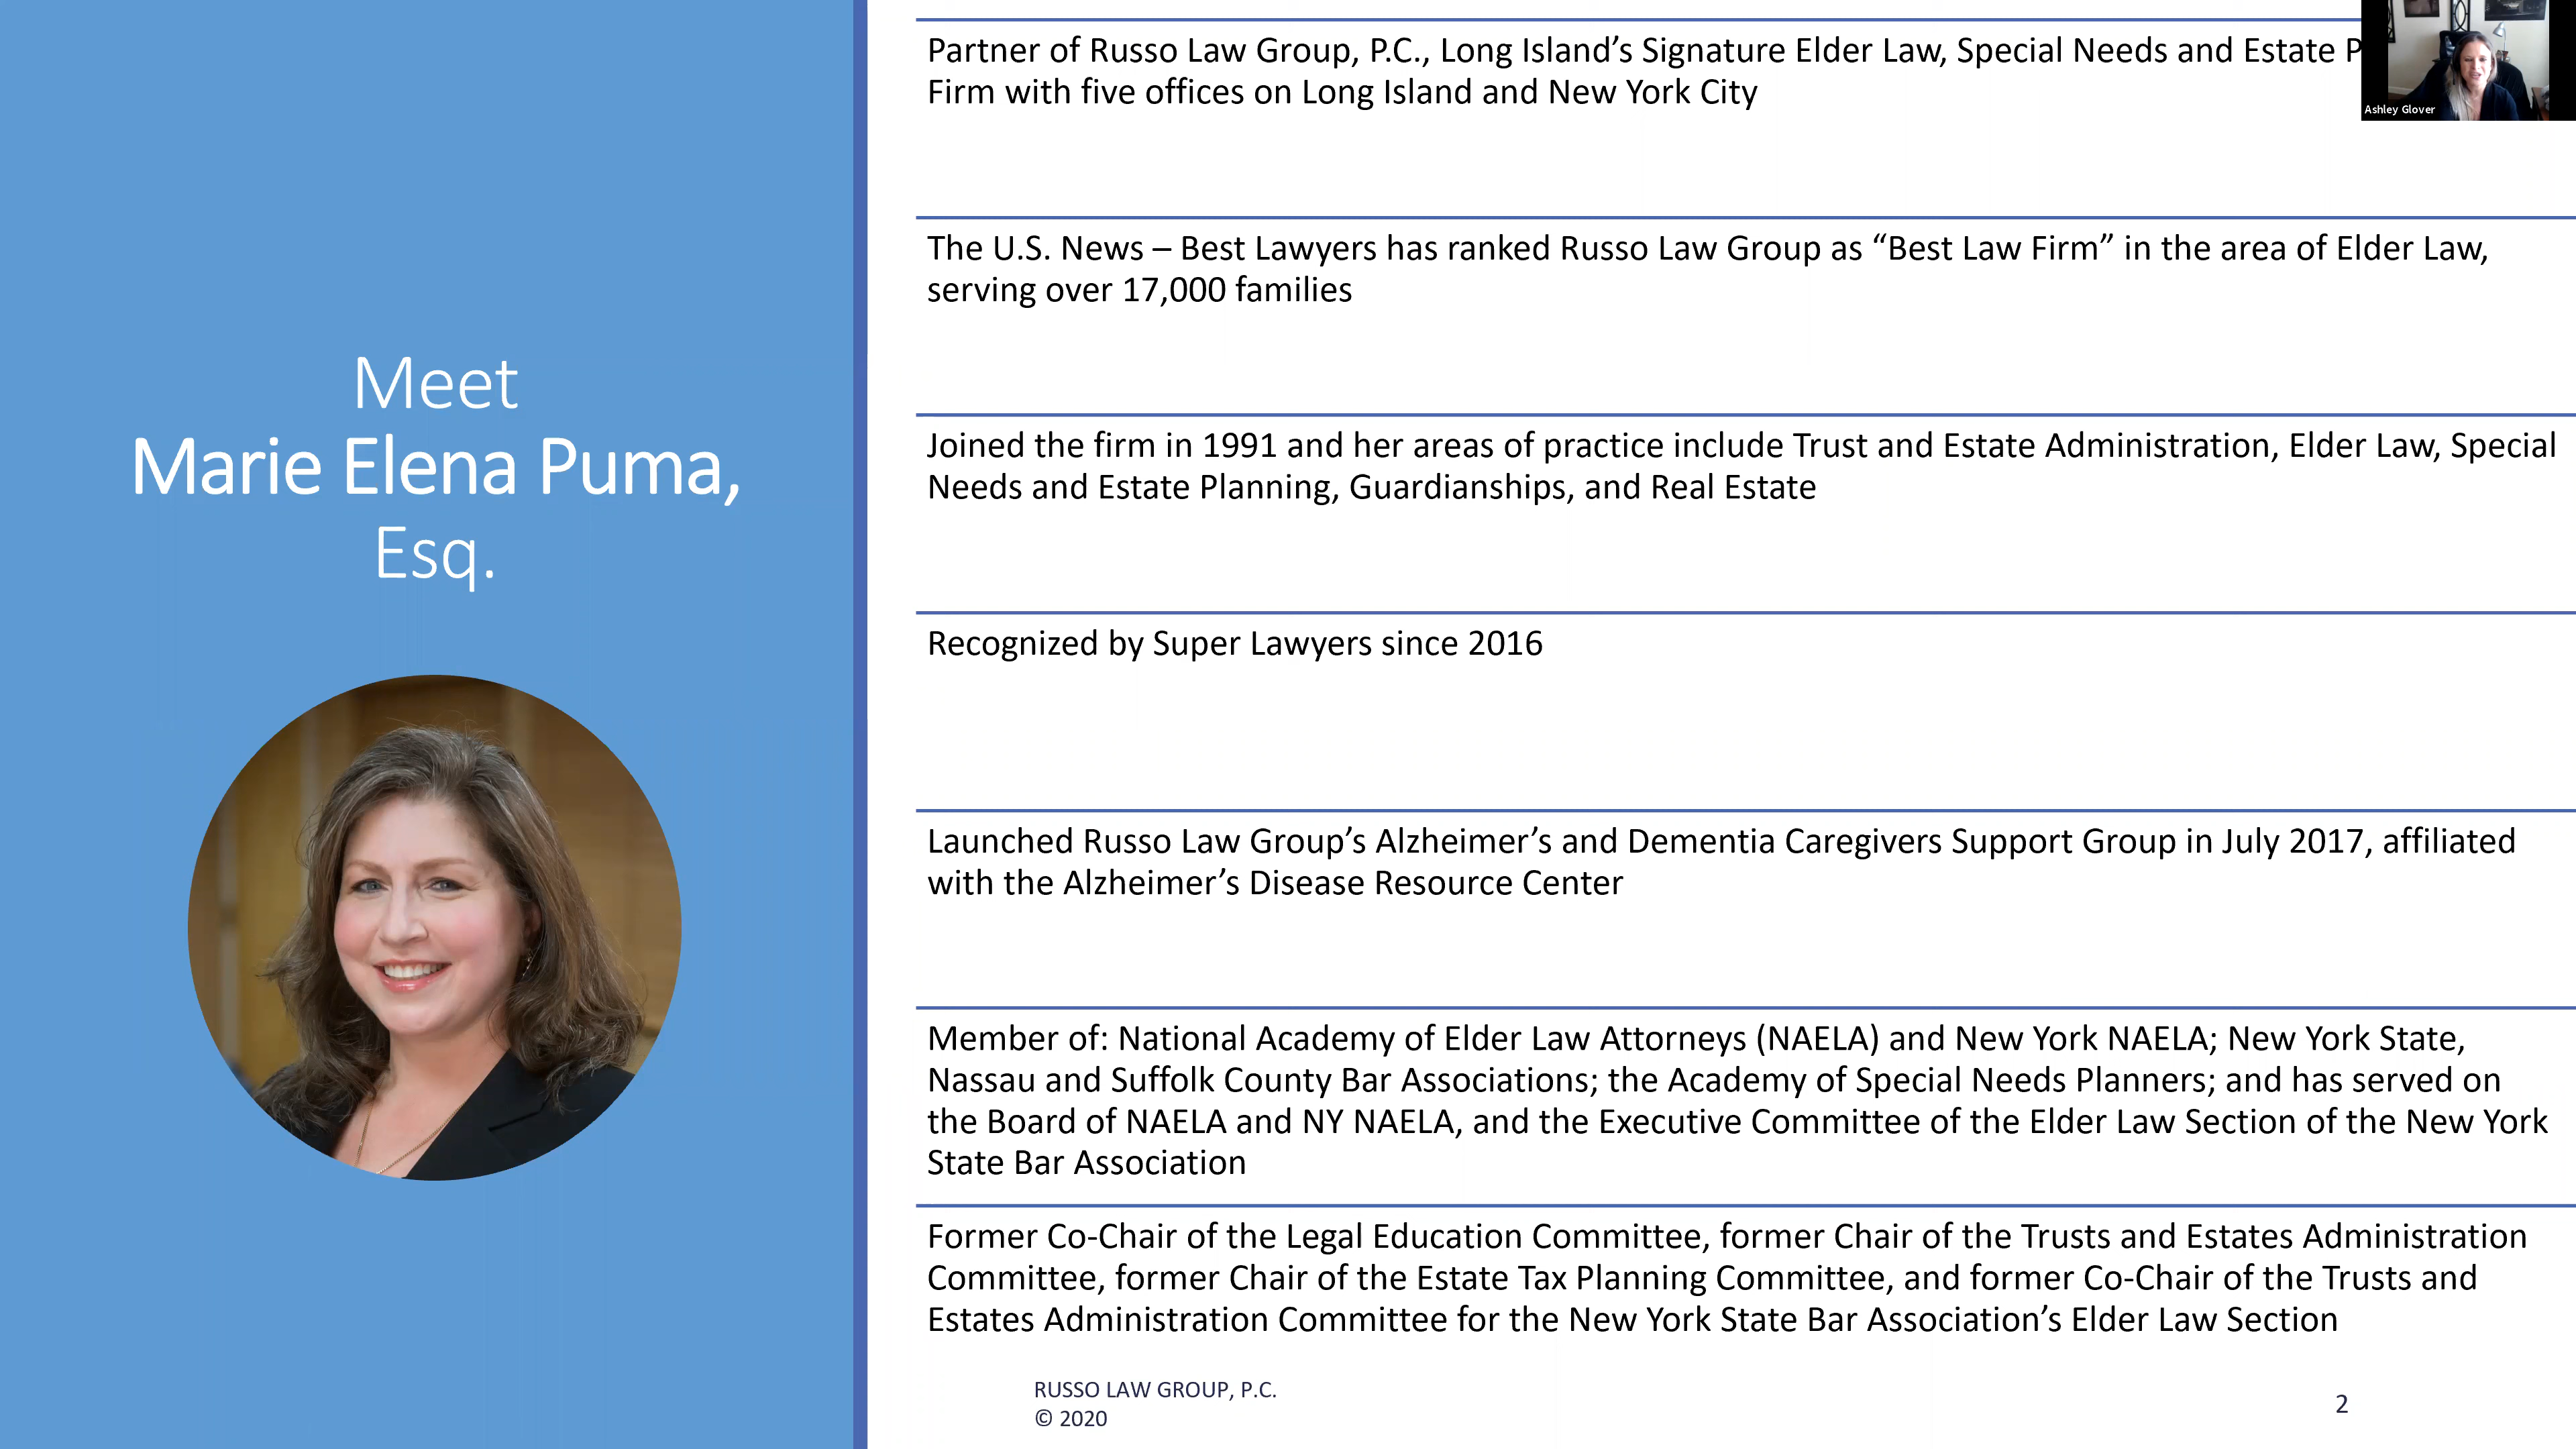 Meet
Marie Elena Puma,
Esq.
Partner of Russo Law Group, P.C., Long Island’s Signature Elder Law, Special Needs and Estate
Firm with five offices on Long Island and New York City
Ashley Glover
The U.S. News – Best Lawyers has ranked Russo Law Group as “Best Law Firm” in the area of Elder Law,
serving over 17,000 families
Joined the firm in 1991 and her areas of practice include Trust and Estate Administration, Elder Law, Special
Needs and Estate Planning, Guardianships, and Real Estate
Recognized by Super Lawyers since 2016
Launched Russo Law Group’s Alzheimer’s and Dementia Caregivers Support Group in July 2017, affiliated
with the Alzheimer’s Disease Resource Center
Member of: National Academy of Elder Law Attorneys (NAELA) and New York NAELA; New York State,
Nassau and Suffolk County Bar Associations; the Academy of Special Needs Planners; and has served on
the Board of NAELA and NY NAELA, and the Executive Committee of the Elder Law Section of the New York
State Bar Association
Former Co-Chair of the Legal Education Committee, former Chair of the Trusts and Estates Administration
Committee, former Chair of the Estate Tax Planning Committee, and former Co-Chair of the Trusts and
Estates Administration Committee for the New York State Bar Association’s Elder Law Section
RUSSO LAW GROUP, P.C.
© 2020
2